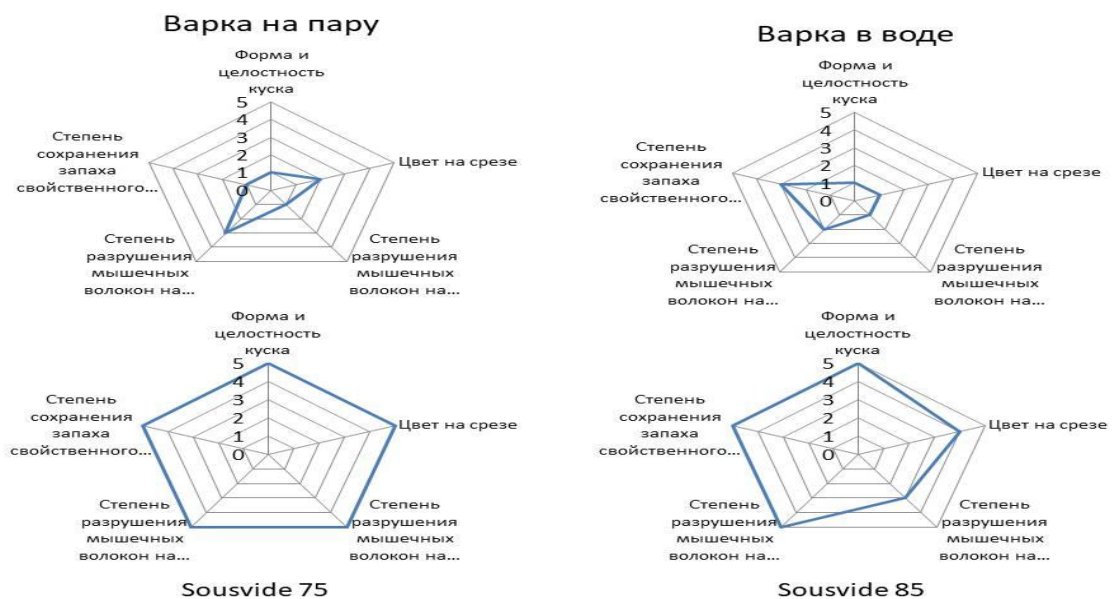 Варка на пару
Форма и
целостность
куска
5
4
3
2
1
0
Цвет на срезе
Степень
разрушения
мышечных
волокон на...
Степень
разрушения
мышечных
волокон на...
Степень
сохранения
запаха
свойственного...
Варка в воде
Форма и
целостность
куска
5
4
3
2
1
0
Цвет на срезе
Степень
разрушения
мышечных
волокон на...
Степень
разрушения
мышечных
волокон на...
Степень
сохранения
запаха
свойственного...
Форма и
целостность
куска
5
4
3
2
1
0
Цвет на срезе
Степень
разрушения
мышечных
волокон на...
Степень
разрушения
мышечных
волокон на...
Степень
сохранения
запаха
свойственного...
Sousvide 75
Форма и
целостность
куска
5
4
3
2
1
0
Цвет на срезе
Степень
разрушения
мышечных
волокон на...
Степень
разрушения
мышечных
волокон на...
Степень
сохранения
запаха
свойственного...
Sousvide 85